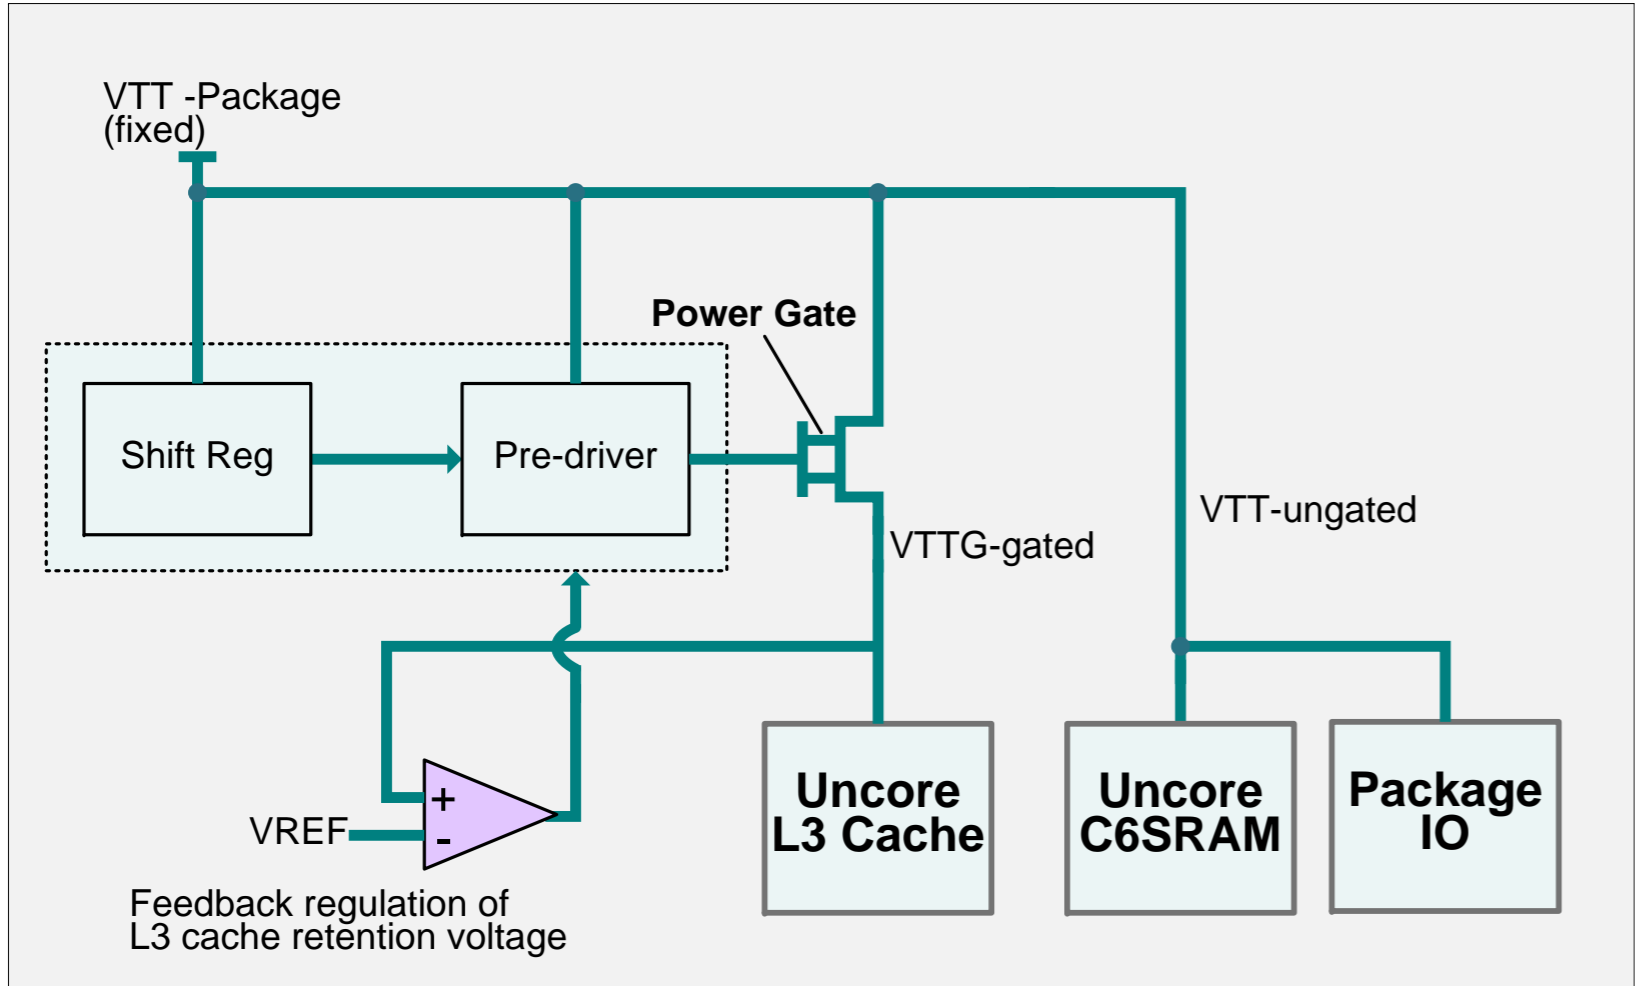 VTT -Package
(fixed)
Power Gate
Shift Reg
Pre-driver
VTT-ungated
VTTG-gated
Uncore
L3 Cache
Uncore
C6SRAM
Package
IO
+
VREF
-
Feedback regulation of
L3 cache retention voltage